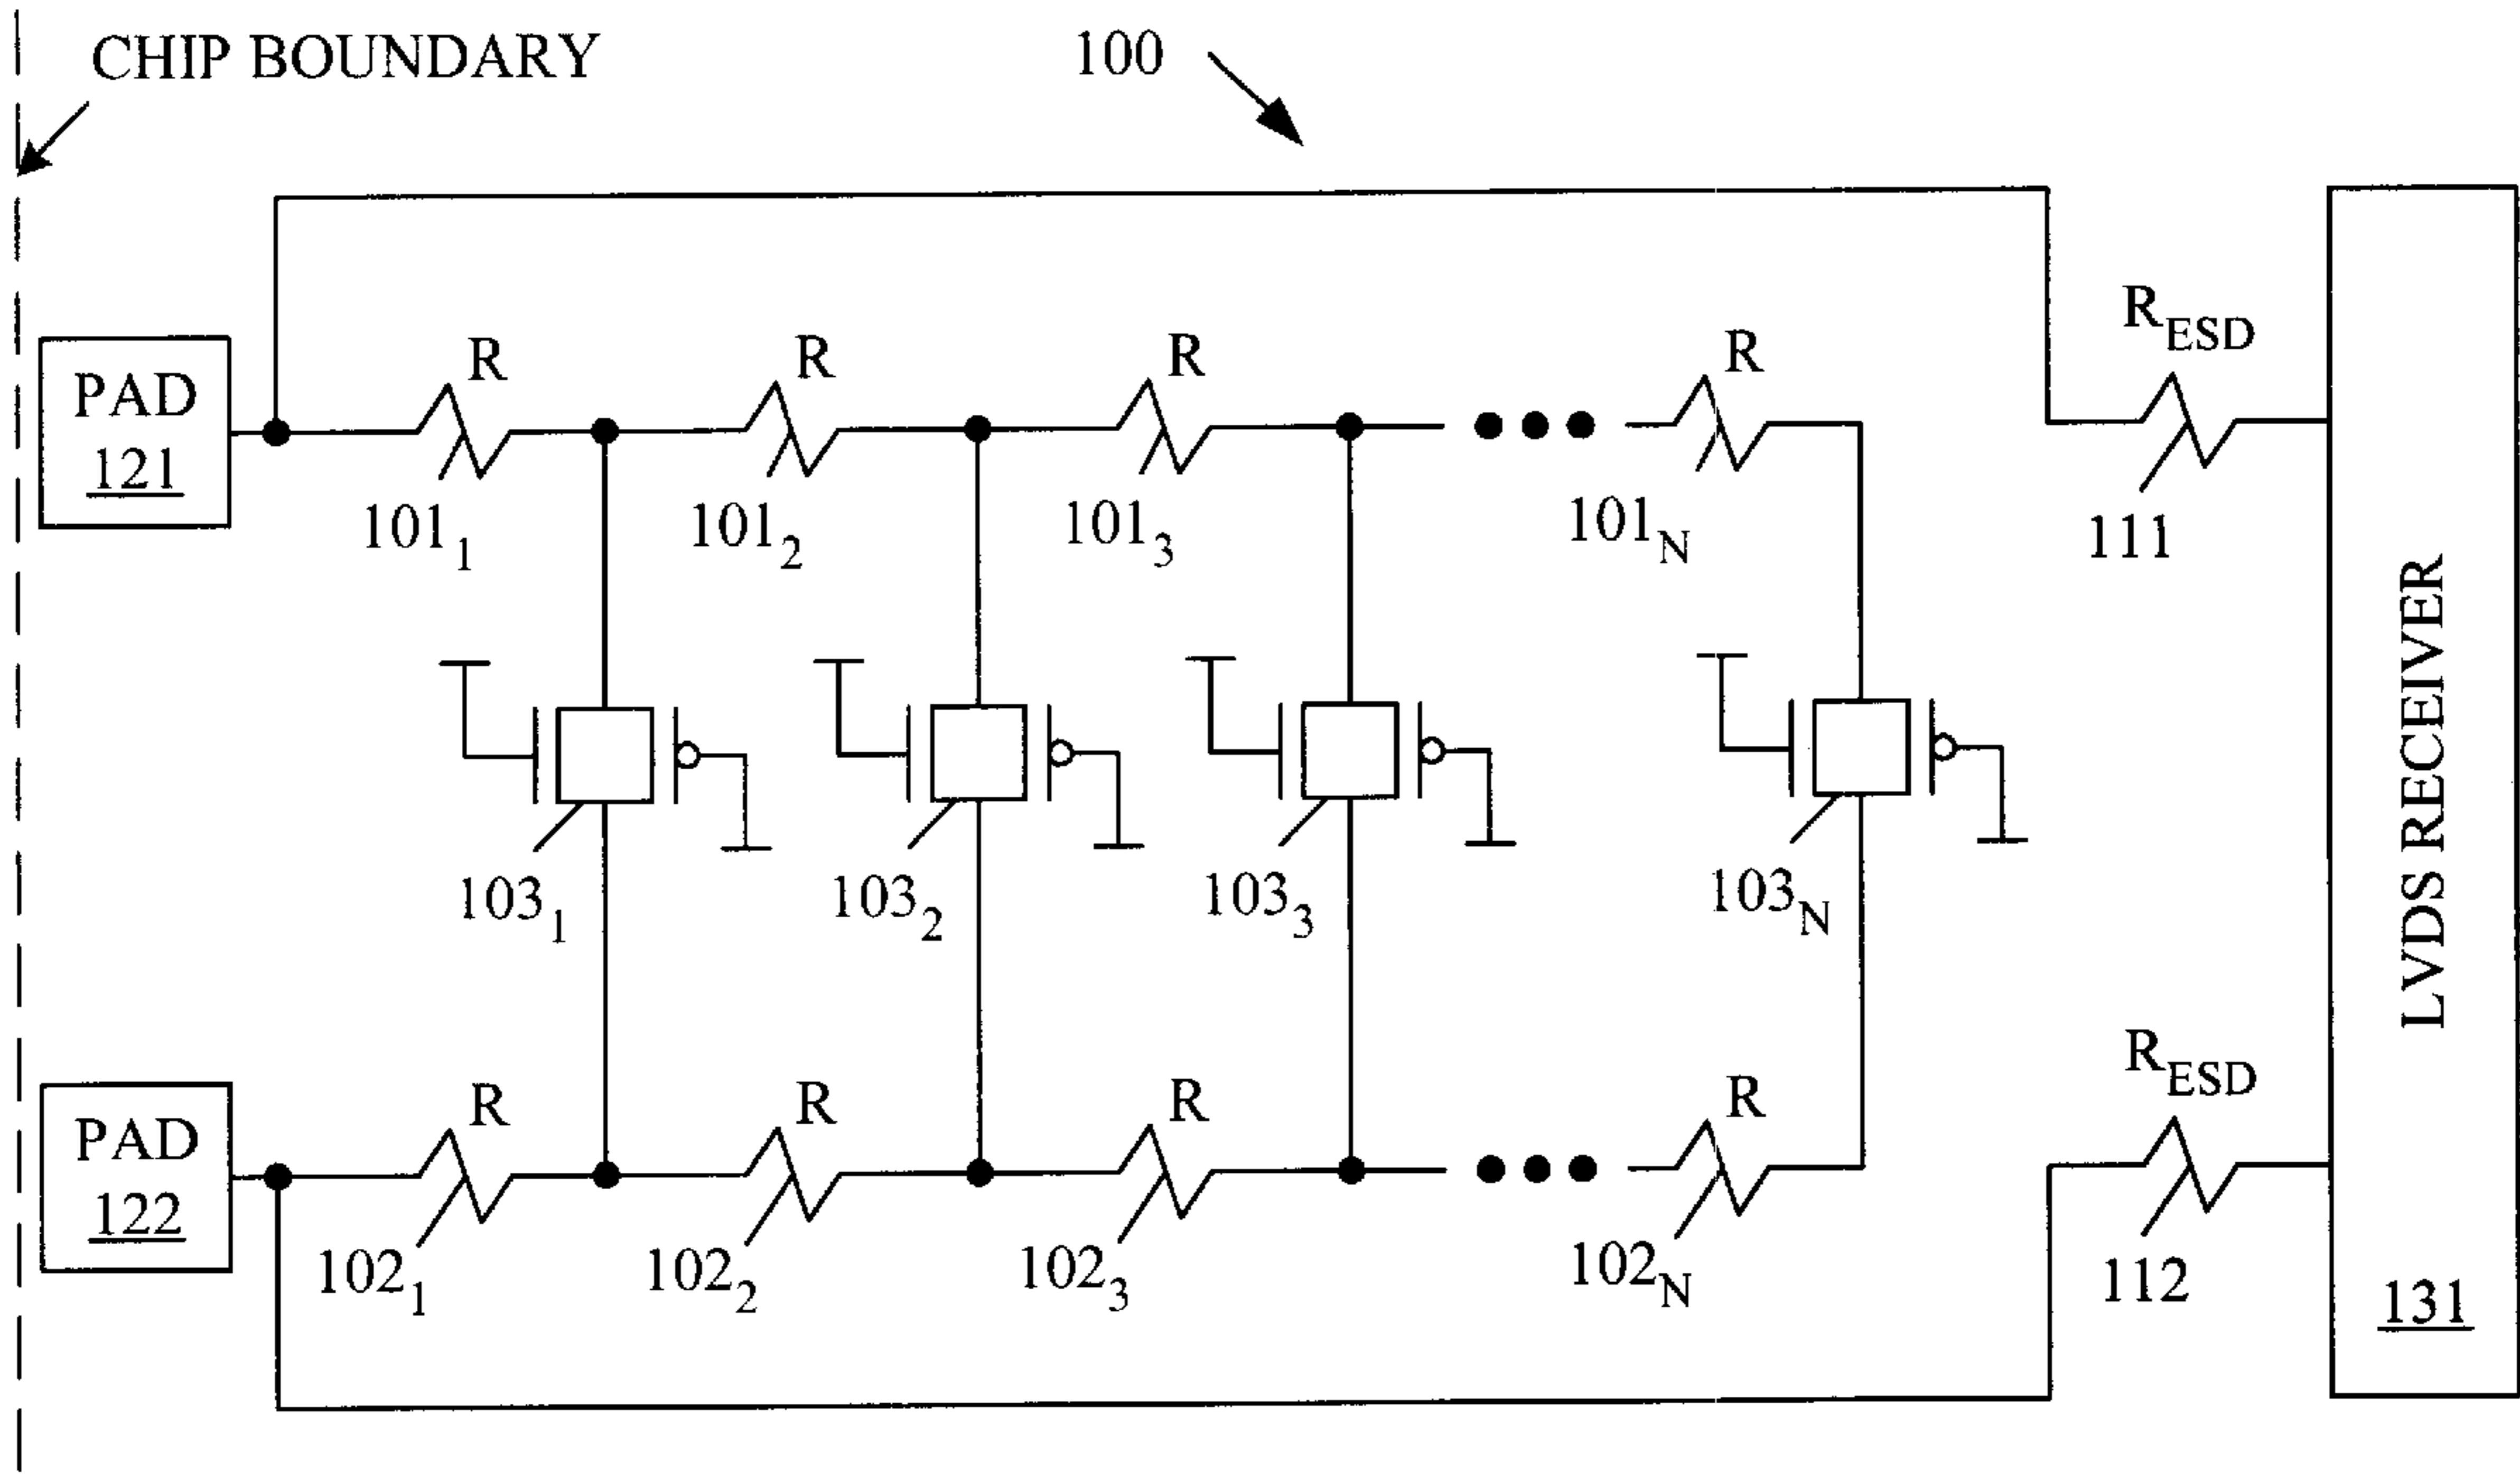 CHIP BOUNDARY
100
PAD
121
R
R
R
R
R_ESD
101_1
101_2
101_3
101_N
111
103_1
103_2
103_3
103_N
LVDS RECEIVER
131
PAD
122
R
R
R
R
R_ESD
102_1
102_2
102_3
102_N
112